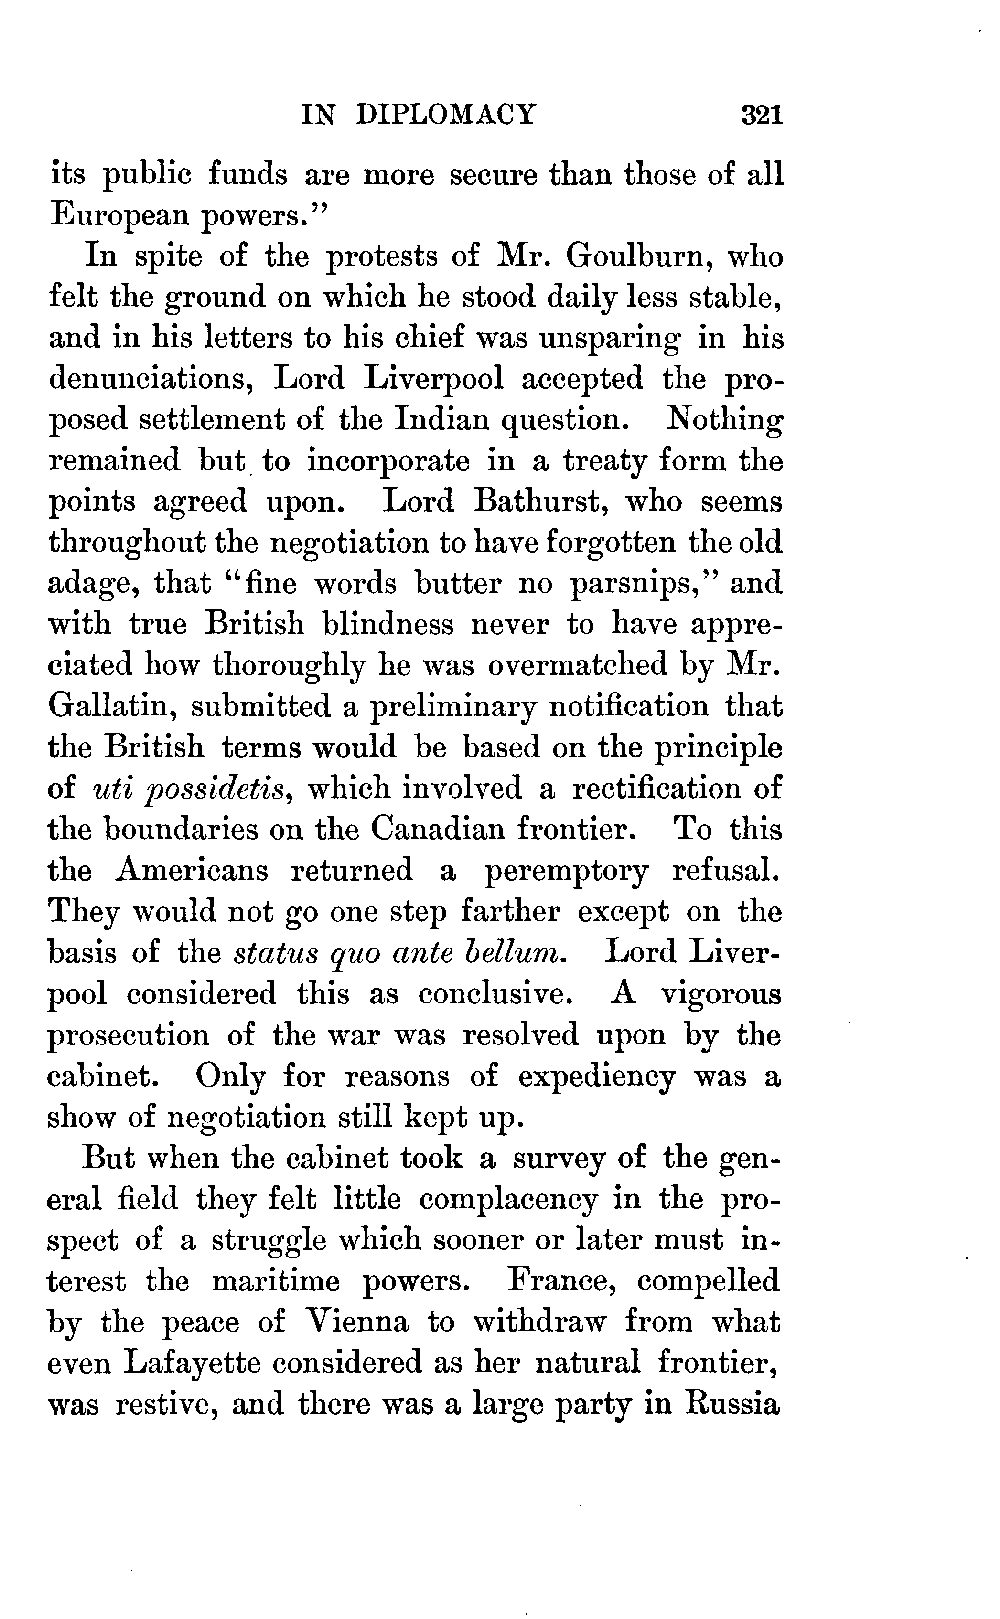 IN DIPLOMACY 321
its public funds are more secure than those of all
European powers.”
In spite of the protests of Mr. Goulburn, who
felt the ground on which he stood daily less stable,
and in his letters to his chief was unsparing in his
denunciations, Lord Liverpool accepted the pro-
posed settlement of the Indian question. Nothing
remained but to incorporate in a treaty form the
points agreed upon. Lord Bathurst, who seems
throughout the negotiation to have forgotten the old
adage, that “fine words butter no parsnips,” and
with true British blindness never to have appre-
ciated how thoroughly he was overmatched by Mr.
Gallatin, submitted a preliminary notification that
the British terms would be based on the principle
of uti possidetis, which involved a rectification of
the boundaries on the Canadian frontier. To this
the Americans returned a peremptory refusal.
They would not go one step farther except on the
basis of the status quo ante bellum. Lord Liver-
pool considered this as conclusive. A vigorous
prosecution of the war was resolved upon by the
cabinet. Only for reasons of expediency was a
show of negotiation still kept up.
But when the cabinet took a survey of the gen-
eral field they felt little complacency in the pro-
spect of a struggle which sooner or later must in-
terest the maritime powers. France, compelled
by the peace of Vienna to withdraw from what
even Lafayette considered as her natural frontier,
was restive, and there was a large party in Russia